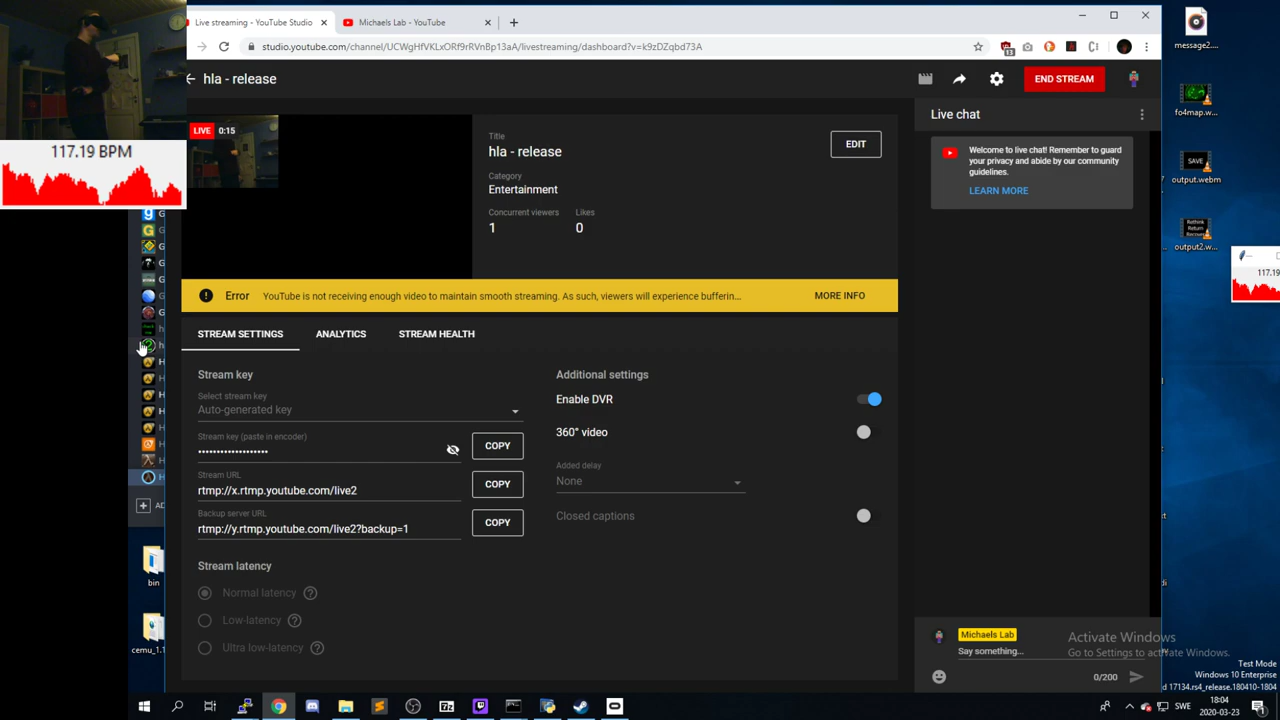 Live streaming - YouTube Studio
Michaels Lab - YouTube
studio.youtube.com/channel/UCWgHfVKLxORf9rRVnBp13aA/livestreaming/dashboard?v=k9zDZqbd73A
13
hla - release
END STREAM
117.19 BPM
LIVE 0:15
Title
hla - release
EDIT
Category
Entertainment
Concurrent viewers
Likes
1
0
Live chat
Welcome to live chat! Remember to guard
your privacy and abide by our community
guidelines.
LEARN MORE
message2....
fo4map.w...
SAVE
output.webm
Rethink
Return
Recover
output2.w...
117.19
Error
YouTube is not receiving enough video to maintain smooth streaming. As such, viewers will experience bufferin...
MORE INFO
STREAM SETTINGS
ANALYTICS
STREAM HEALTH
Stream key
Select stream key
Auto-generated key
Stream key (paste in encoder)
•••••••••••••••••••
COPY
Stream URL
rtmp://x.rtmp.youtube.com/live2
COPY
Backup server URL
rtmp://y.rtmp.youtube.com/live2?backup=1
COPY
Stream latency
Normal latency
Low-latency
Ultra low-latency
Additional settings
Enable DVR
360° video
Added delay
None
Closed captions
bin
cemu_1.1
Michaels Lab
Say something...
0/200
Activate Windows
Go to Settings to activate Windows.
Test Mode
Windows 10 Enterprise
d 17134.rs4_release.180410-1804
SWE
18:04
2020-03-23